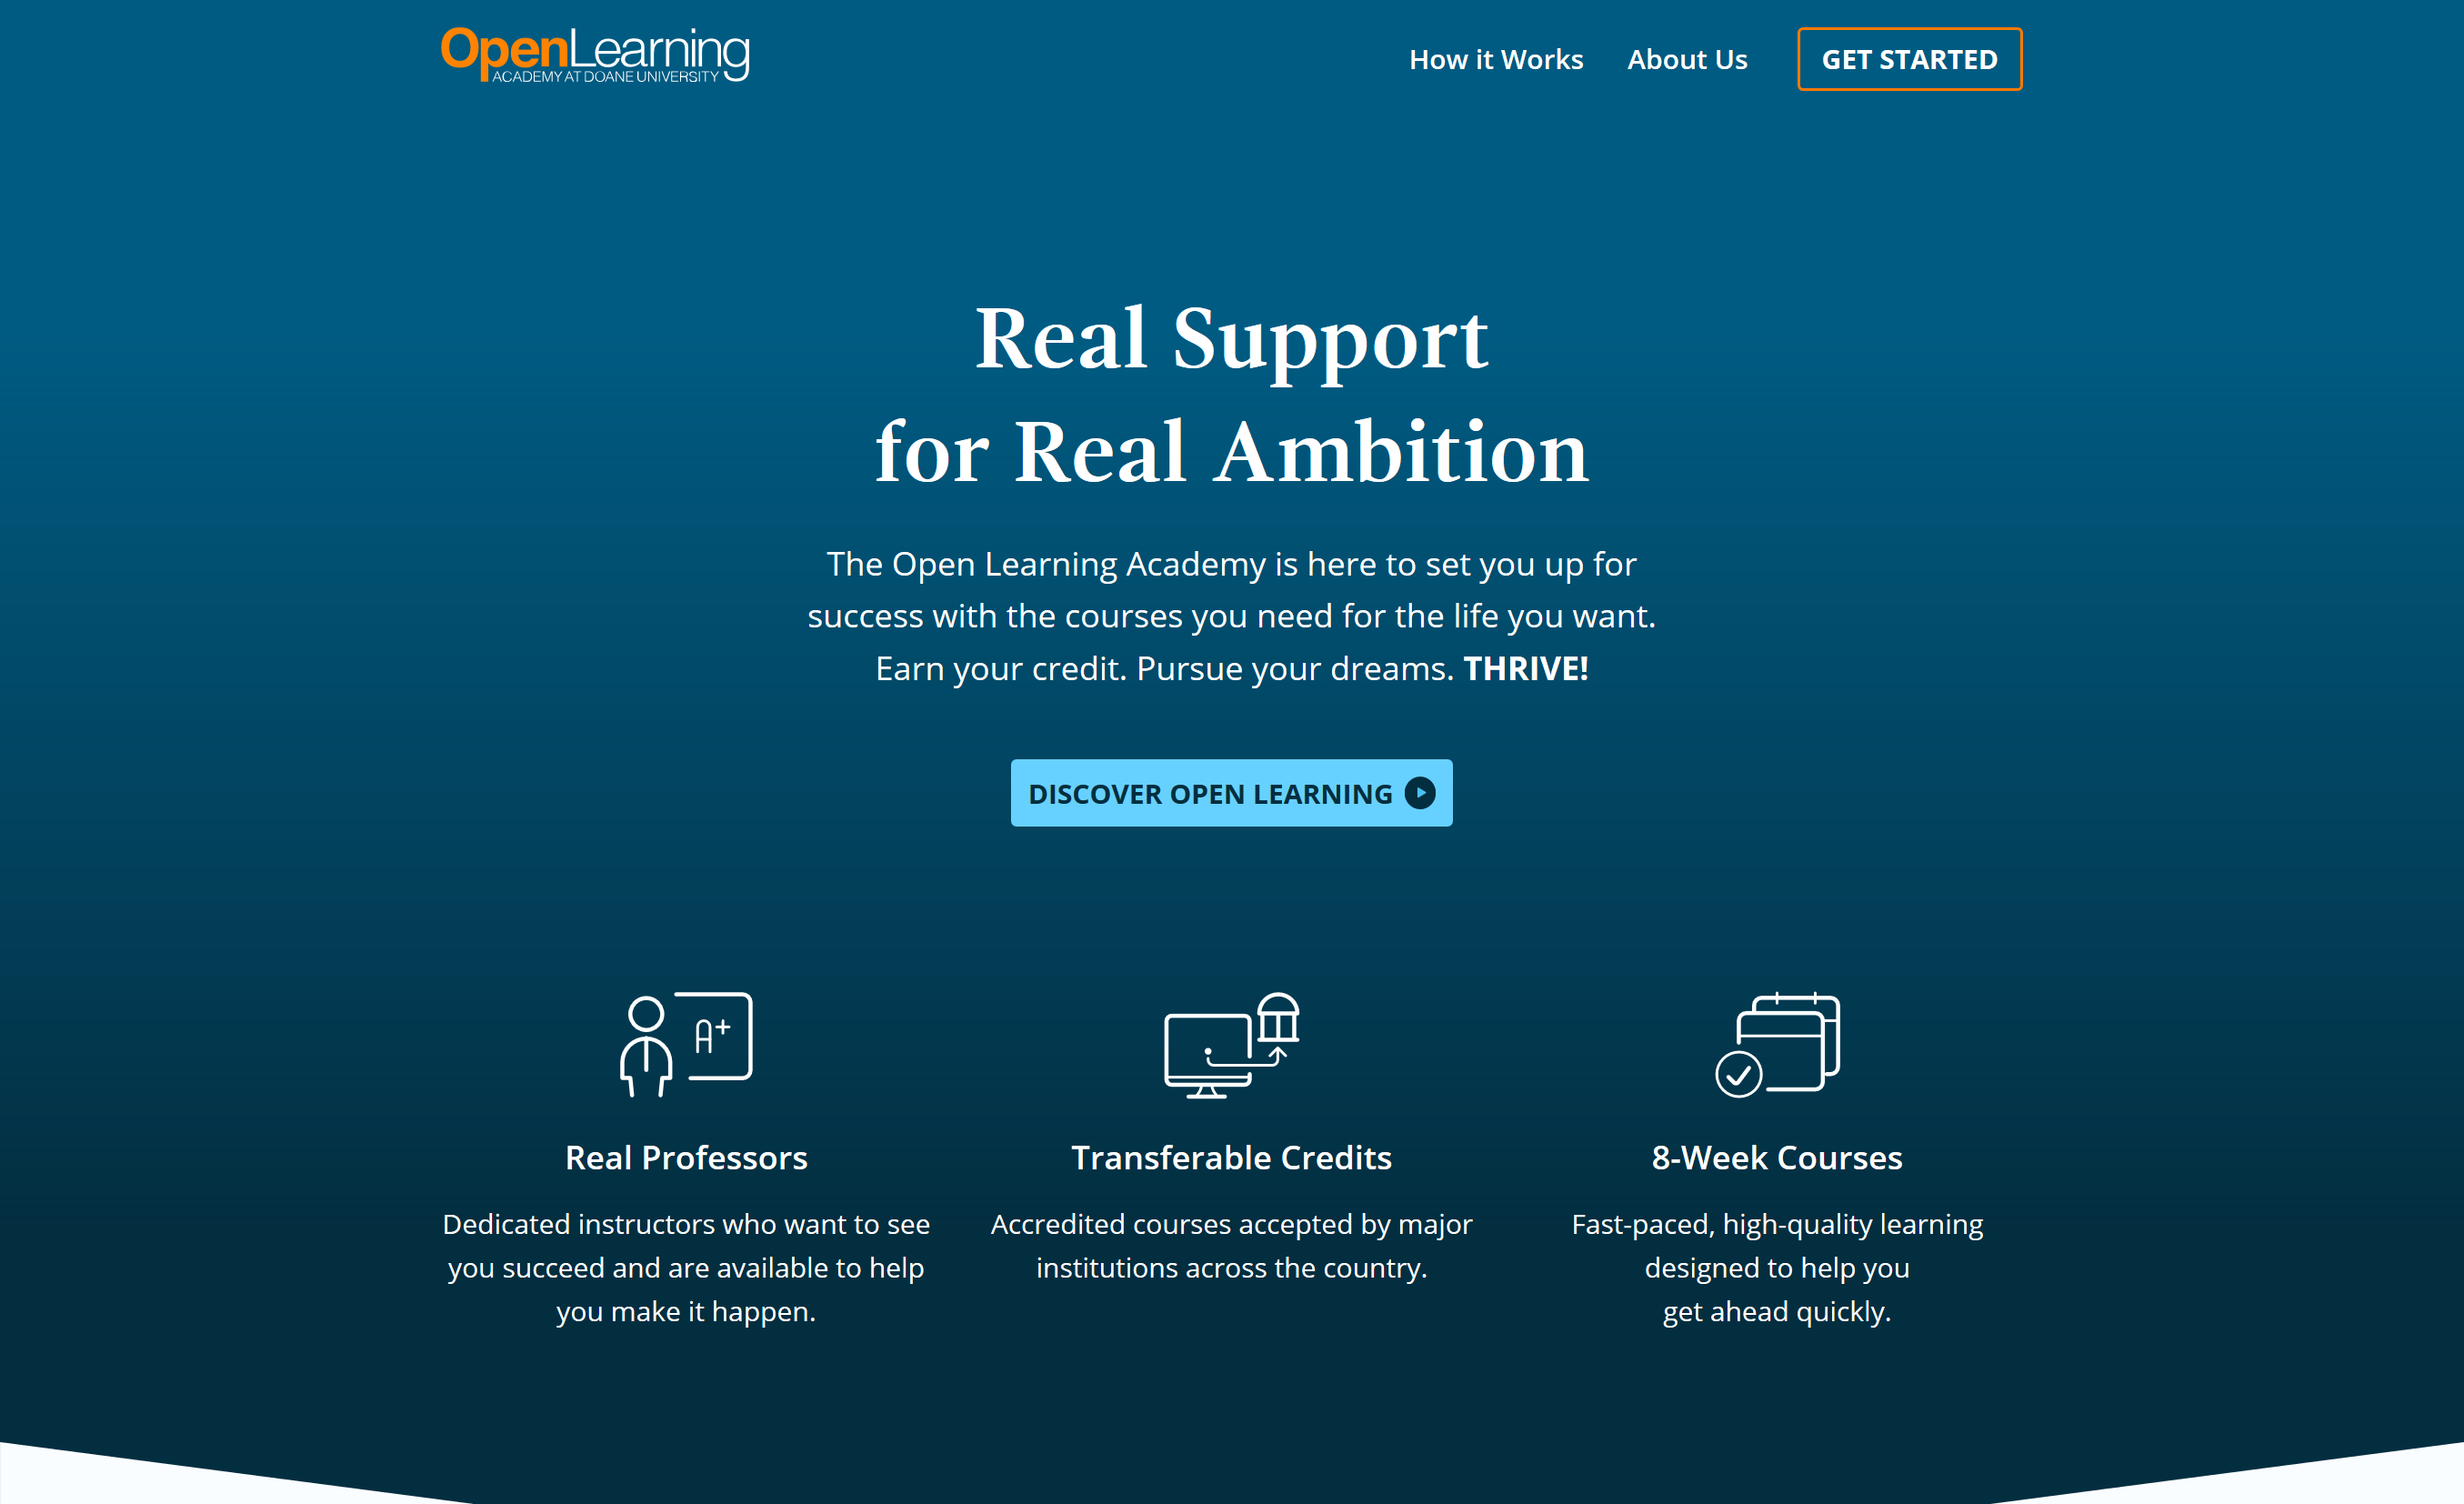 OpenLearning
ACADEMY AT DOANE UNIVERSITY
How it Works
About Us
GET STARTED
Real Support
for Real Ambition
The Open Learning Academy is here to set you up for
success with the courses you need for the life you want.
Earn your credit. Pursue your dreams. THRIVE!
DISCOVER OPEN LEARNING
A+
Real Professors
Dedicated instructors who want to see
you succeed and are available to help
you make it happen.
Transferable Credits
Accredited courses accepted by major
institutions across the country.
8-Week Courses
Fast-paced, high-quality learning
designed to help you
get ahead quickly.